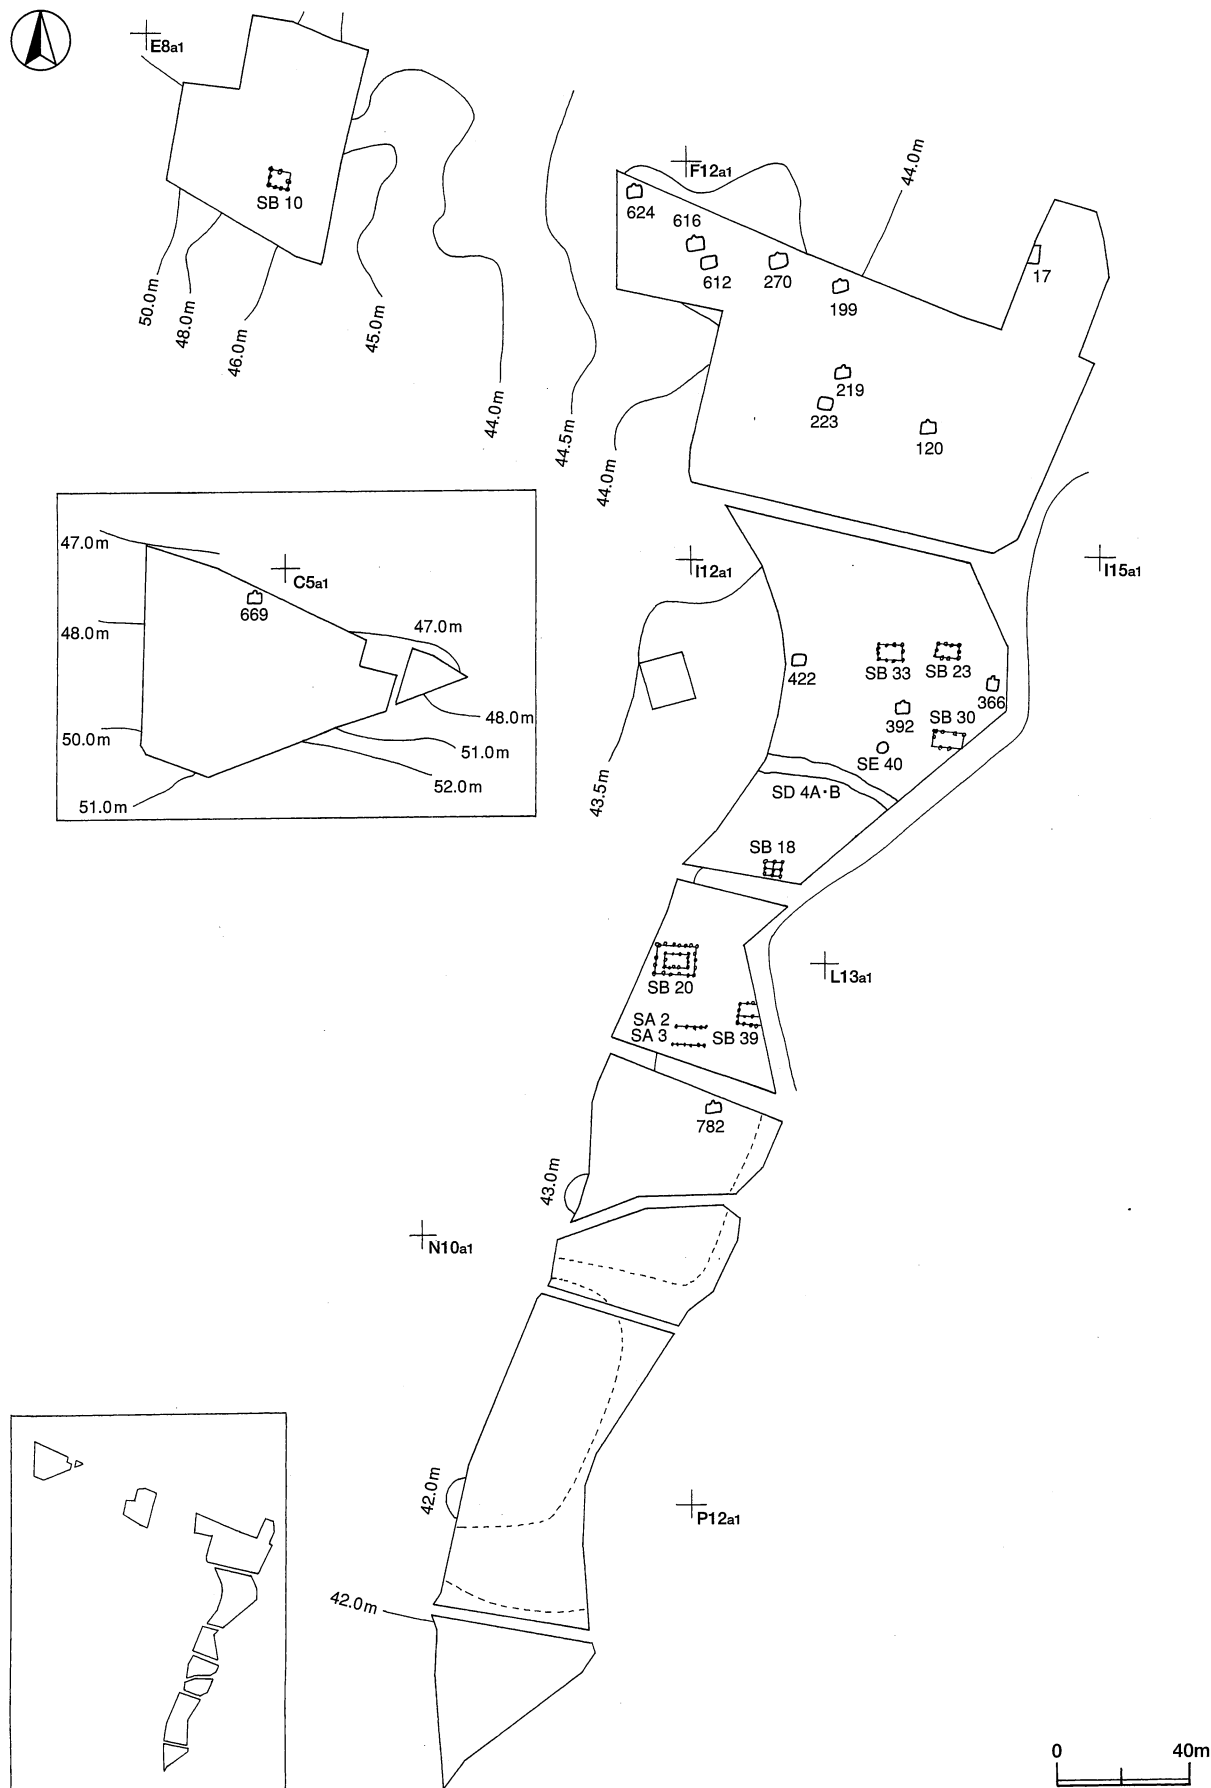 E8a1
SB 10
50.0m
48.0m
46.0m
45.0m
44.0m
44.5m
44.0m
F12a1
44.0m
624
616
612
270
199
17
219
223
120
47.0m
C5a1
669
48.0m
47.0m
48.0m
50.0m
51.0m
52.0m
51.0m
I12a1
I15a1
422
SB 33
SB 23
366
392
SB 30
SE 40
43.5m
SD 4A・B
SB 18
L13a1
SB 20
SA 2
SA 3
SB 39
782
43.0m
N10a1
42.0m
P12a1
42.0m
0 40m